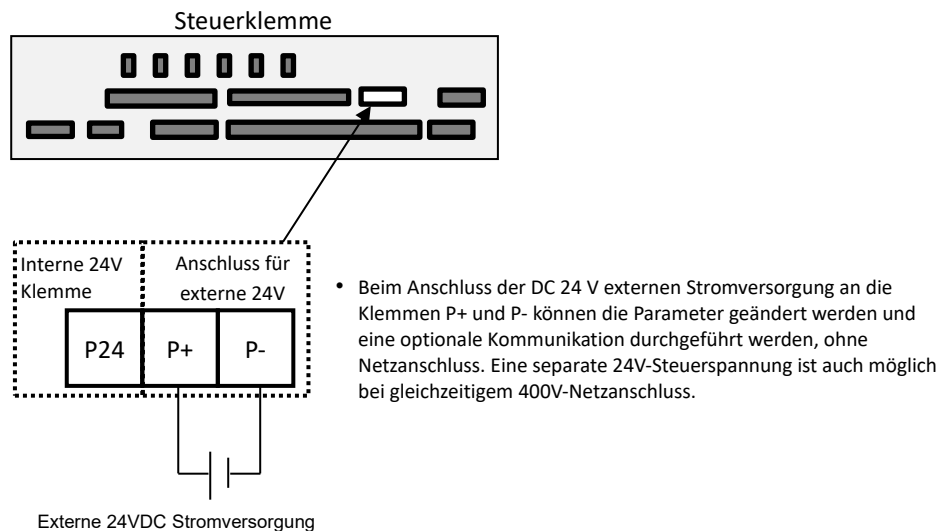 Steuerklemme
Interne 24V
Klemme
Anschluss für
externe 24V
P24
P+
P-
• Beim Anschluss der DC 24 V externen Stromversorgung an die
Klemmen P+ und P- können die Parameter geändert werden und
eine optionale Kommunikation durchgeführt werden, ohne
Netzanschluss. Eine separate 24V-Steuerspannung ist auch möglich
bei gleichzeitigem 400V-Netzanschluss.
Externe 24VDC Stromversorgung